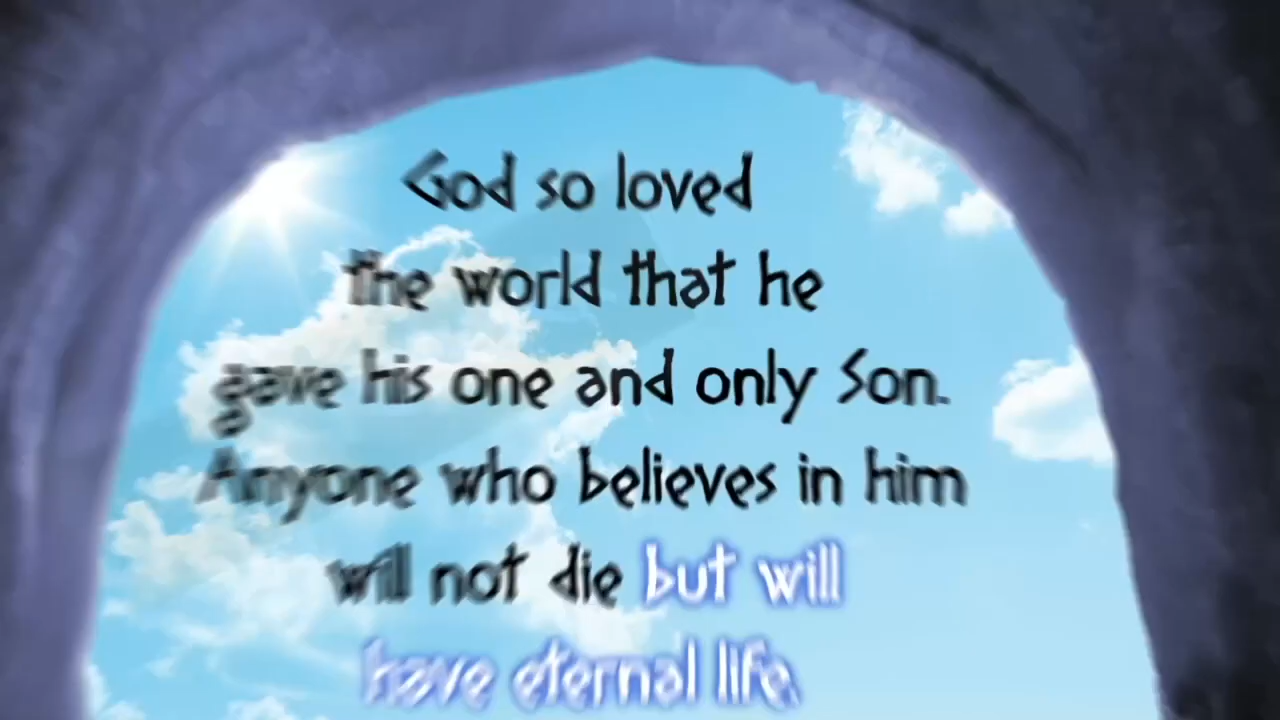 God so loved
the world that he
gave his one and only Son.
Anyone who believes in him
will not die but will
have eternal life.